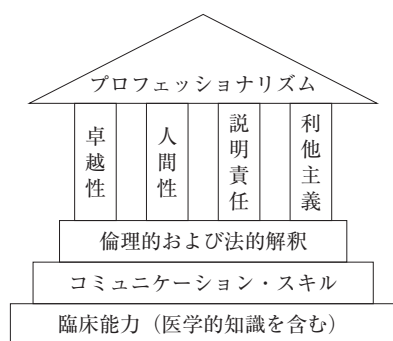 プロフェッショナリズム
卓越性
人間性
説明責任
利他主義
倫理的および法的解釈
コミュニケーション・スキル
臨床能力（医学的知識を含む）